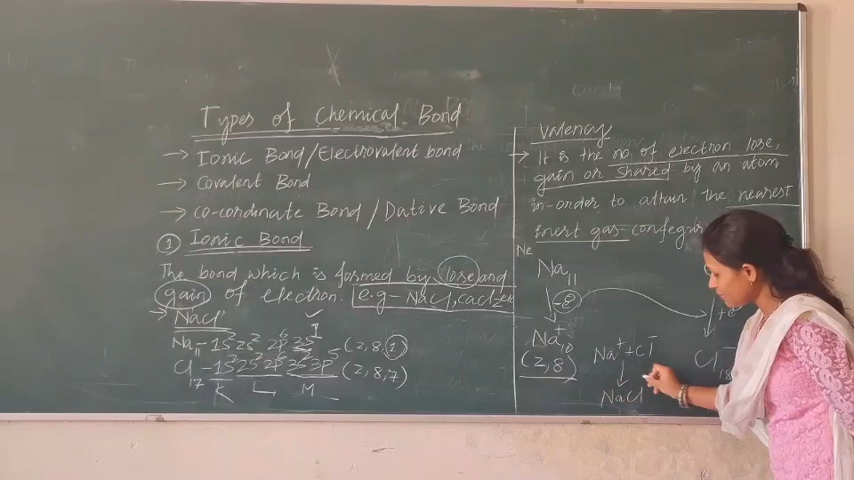 Types of Chemical Bond
→ Ionic Bond/Electrovalent bond
→ Covalent Bond
→ co-cordinate Bond/Dative Bond
① Ionic Bond
The bond which is formed by lose and
gain of electron. e.g - NaCl, CaCl2 etc
→ NaCl
Na11 - 1s² 2s² 2p⁶ 3s¹ - (2,8,1)
Cl17 - 1s² 2s² 2p⁶ 3s² 3p⁵ (2,8,7)
K L M
Valency
→ It is the no of electron lose,
gain or shared by an atom
in-order to attain the nearest
inert gas
Ne
Na11
-e
Na⁺10
(2,8)
Na⁺ + Cl⁻
↓
NaCl
+e
Cl⁻18